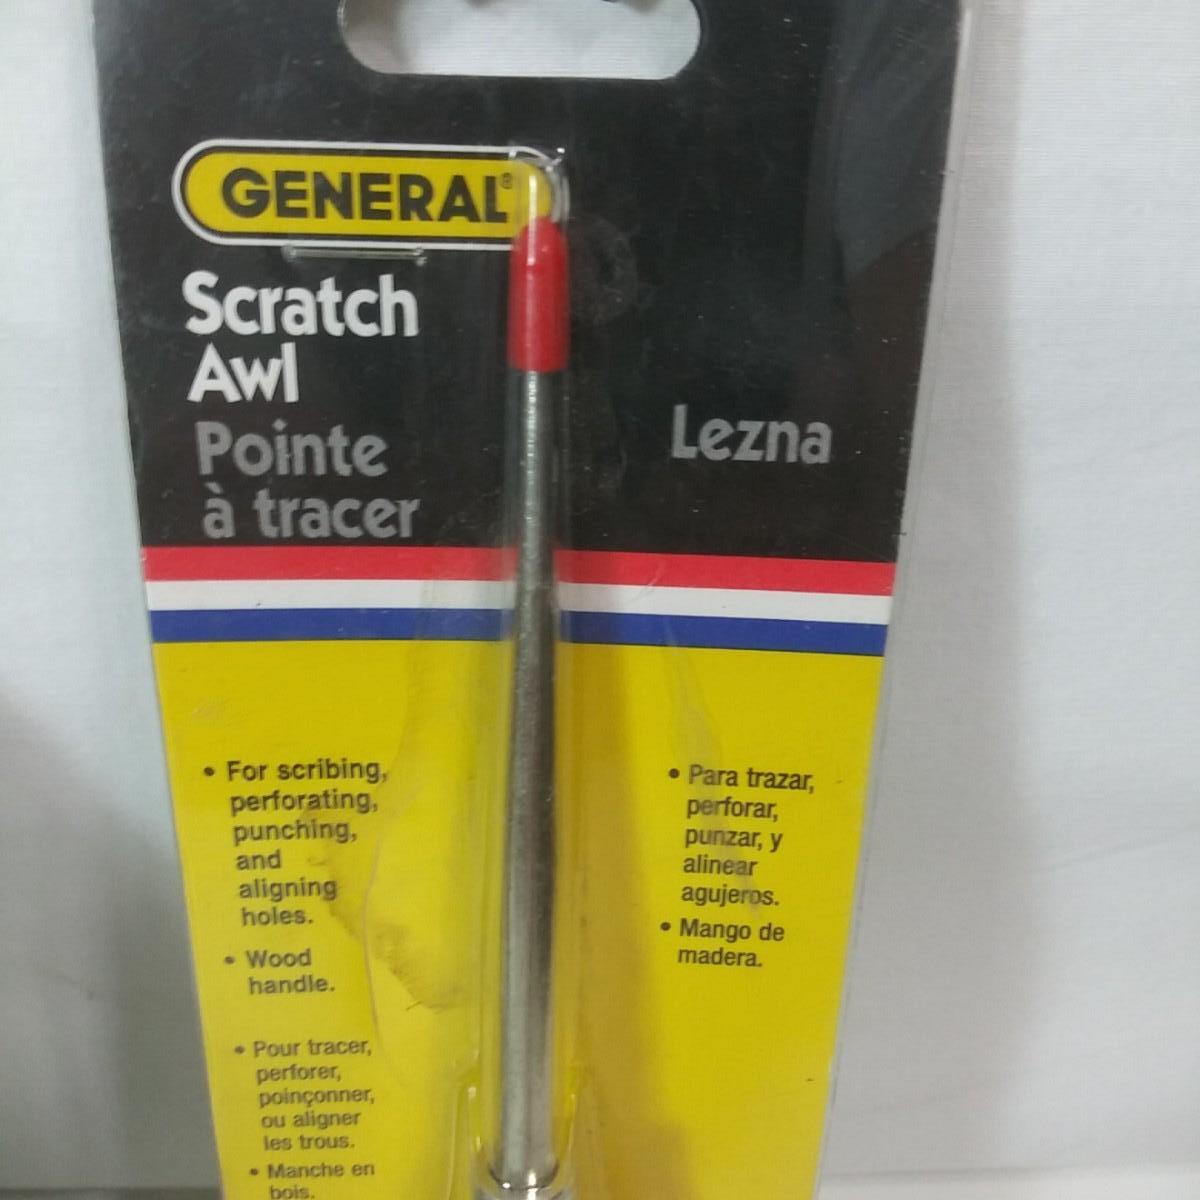 GENERAL®
Scratch
Awl
Pointe
à tracer
Lezna
• For scribing,
perforating,
punching,
and
aligning
holes.
• Wood
handle.
• Pour tracer,
perforer,
poinçonner,
ou aligner
les trous.
• Manche en
bois.
• Para trazar,
perforar,
punzar, y
alinear
agujeros.
• Mango de
madera.